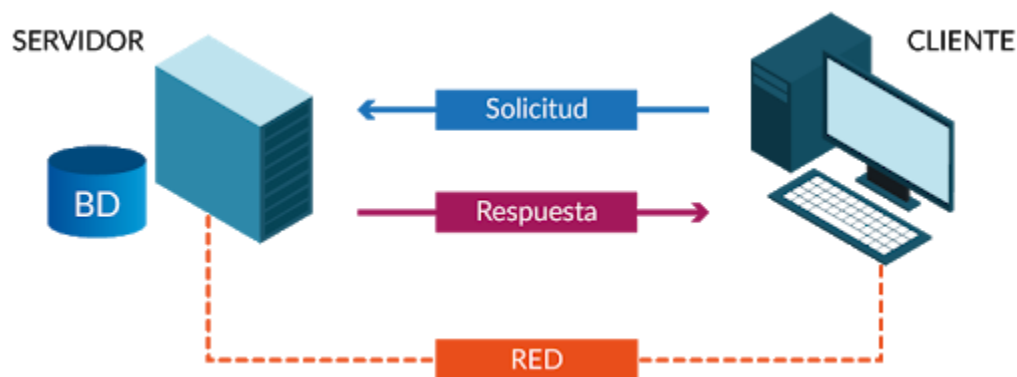 SERVIDOR
CLIENTE
Solicitud
BD
Respuesta
RED